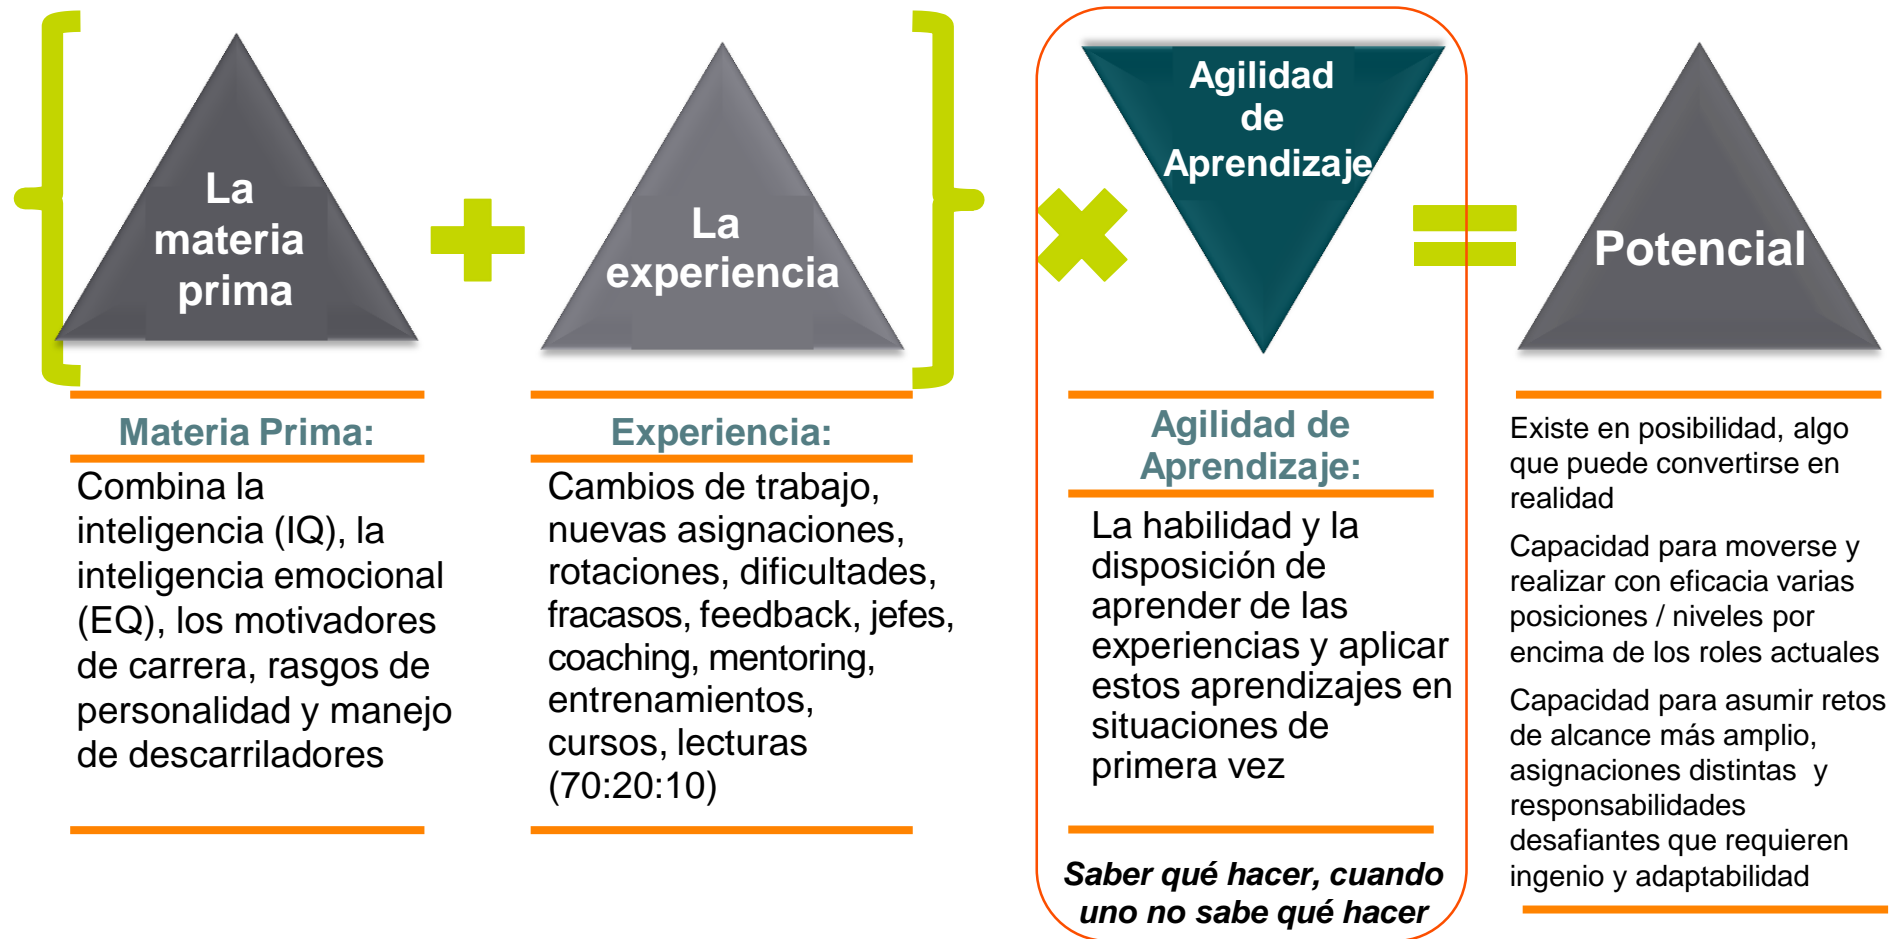 La
materia
prima
La
experiencia
Agilidad
de
Aprendizaje
Potencial
Materia Prima:
Combina la
inteligencia (IQ), la
inteligencia emocional
(EQ), los motivadores
de carrera, rasgos de
personalidad y manejo
de descarriladores
Experiencia:
Cambios de trabajo,
nuevas asignaciones,
rotaciones, dificultades,
fracasos, feedback, jefes,
coaching, mentoring,
entrenamientos,
cursos, lecturas
(70:20:10)
Agilidad de
Aprendizaje:
La habilidad y la
disposición de
aprender de las
experiencias y aplicar
estos aprendizajes en
situaciones de
primera vez
Saber qué hacer, cuando
uno no sabe qué hacer
Existe en posibilidad, algo
que puede convertirse en
realidad
Capacidad para moverse y
realizar con eficacia varias
posiciones / niveles por
encima de los roles actuales
Capacidad para asumir retos
de alcance más amplio,
asignaciones distintas y
responsabilidades
desafiantes que requieren
ingenio y adaptabilidad